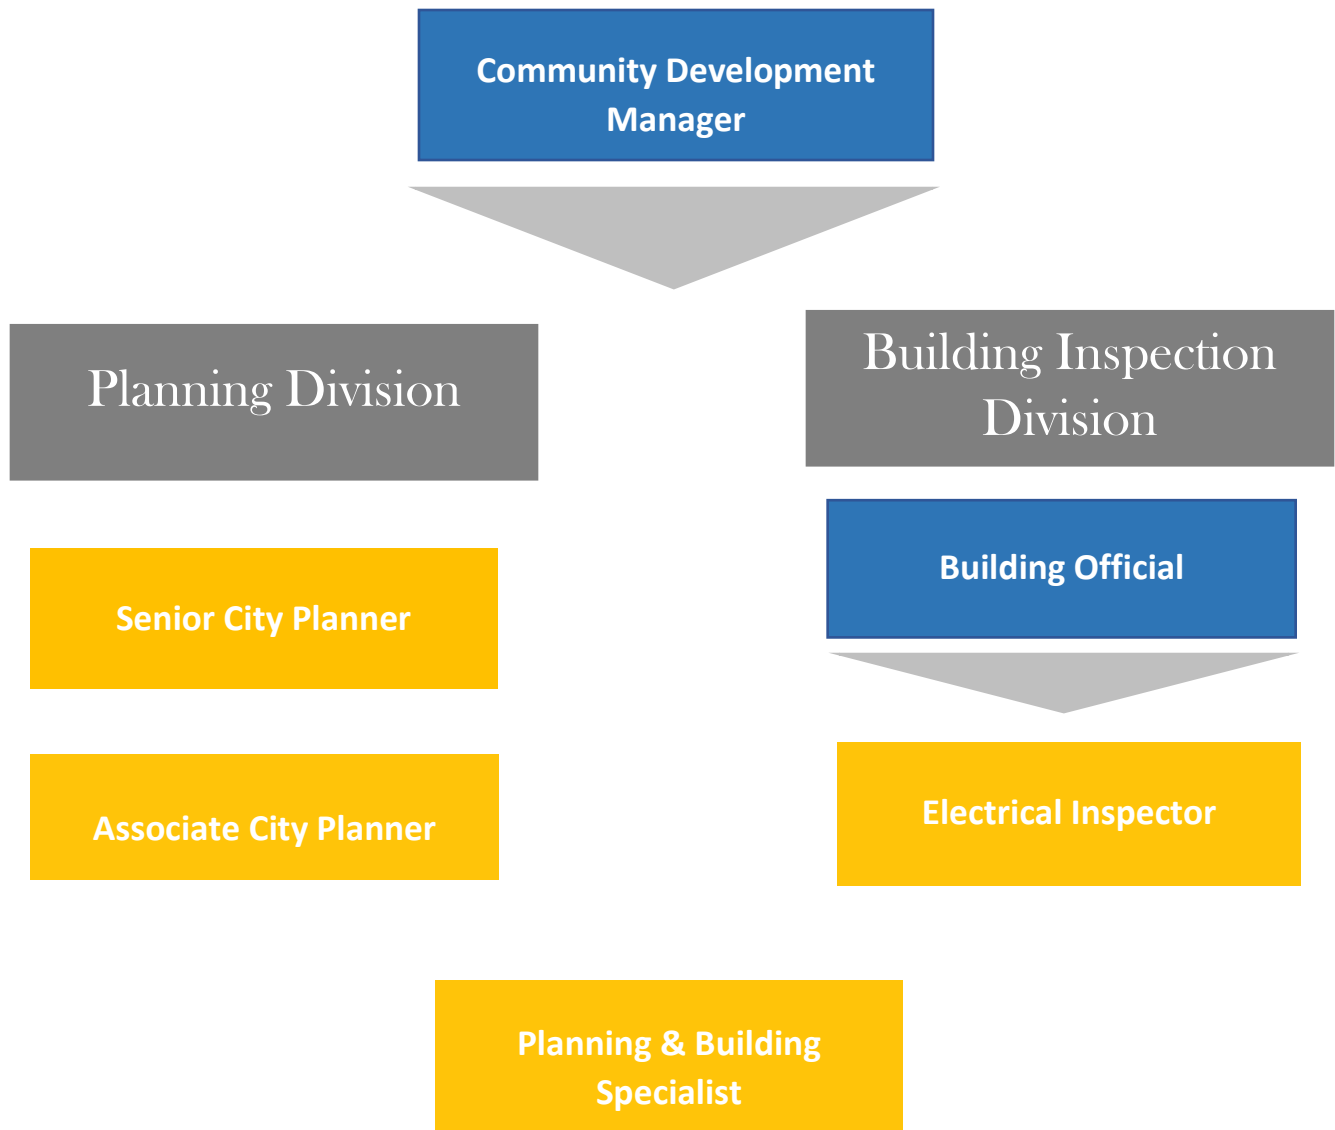 Community Development
Manager
Planning Division
Building Inspection
Division
Senior City Planner
Building Official
Associate City Planner
Electrical Inspector
Planning & Building
Specialist